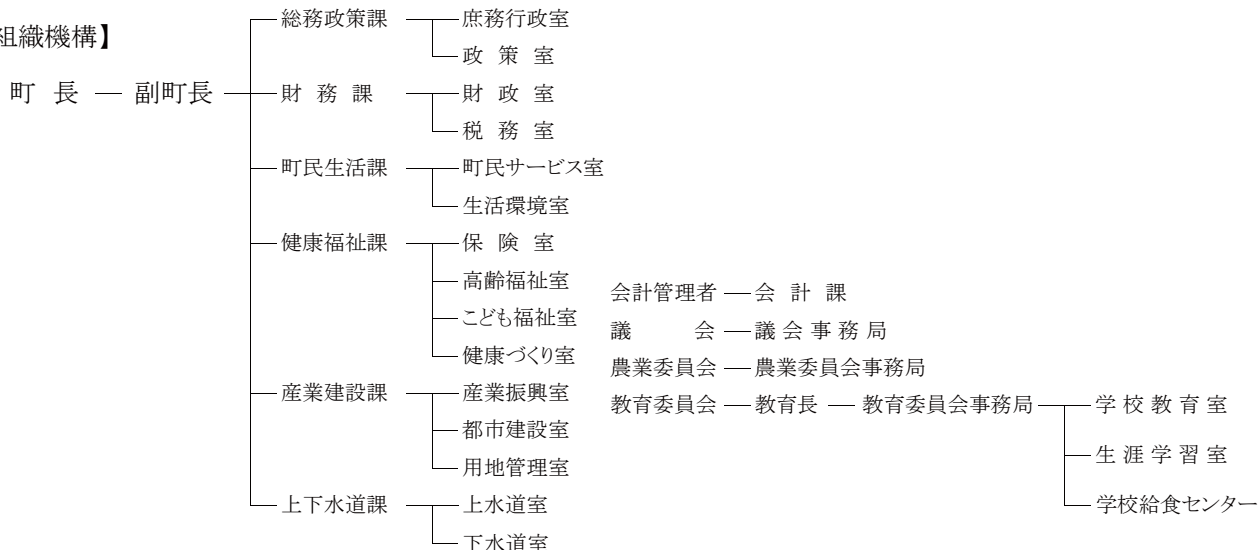 組織機構】
町 長 副町長
総務政策課 庶務行政室
政 策 室
財 務 課 財 政 室
税 務 室
町民生活課 町民サービス室
生活環境室
健康福祉課 保 険 室
高齢福祉室
こども福祉室
健康づくり室
産業建設課 産業振興室
都市建設室
用地管理室
上下水道課 上水道室
下水道室
会計管理者 会 計 課
議 会 議 会 事 務 局
農業委員会 農業委員会事務局
教育委員会 教育長 教育委員会事務局 学 校 教 育 室
生 涯 学 習 室
学校給食センター